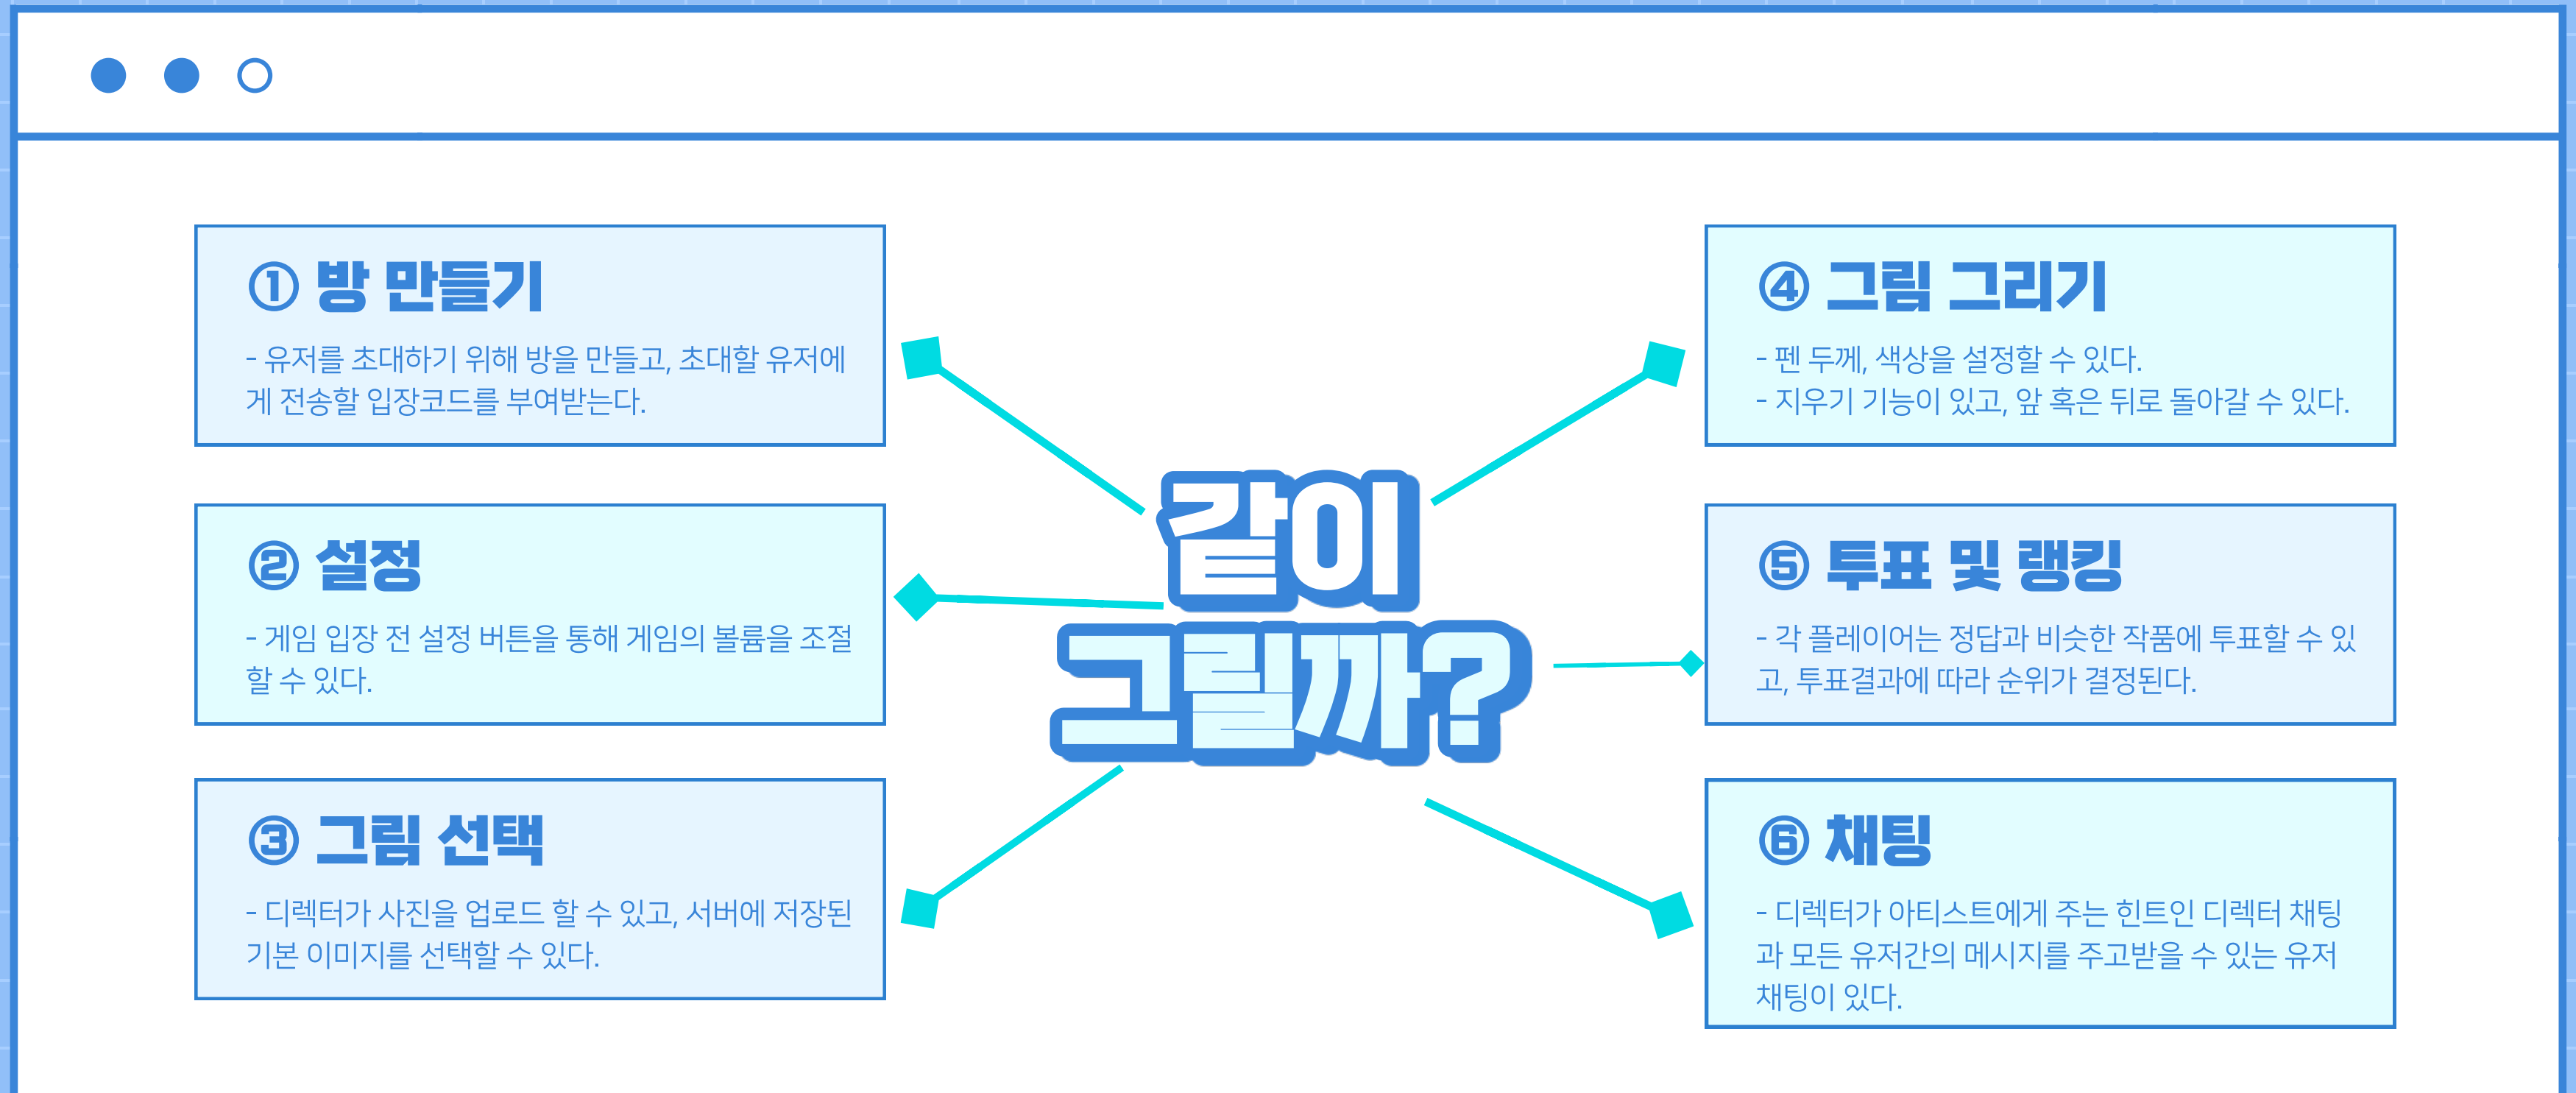 ① 방 만들기
- 유저를 초대하기 위해 방을 만들고, 초대할 유저에
게 전송할 입장코드를 부여받는다.
② 설정
- 게임 입장 전 설정 버튼을 통해 게임의 볼륨을 조절
할 수 있다.
③ 그림 선택
- 디렉터가 사진을 업로드 할 수 있고, 서버에 저장된
기본 이미지를 선택할 수 있다.
같이
그릴까?
④ 그림 그리기
- 펜 두께, 색상을 설정할 수 있다.
- 지우기 기능이 있고, 앞 혹은 뒤로 돌아갈 수 있다.
⑤ 투표 및 랭킹
- 각 플레이어는 정답과 비슷한 작품에 투표할 수 있
고, 투표결과에 따라 순위가 결정된다.
⑥ 채팅
- 디렉터가 아티스트에게 주는 힌트인 디렉터 채팅
과 모든 유저간의 메시지를 주고받을 수 있는 유저
채팅이 있다.